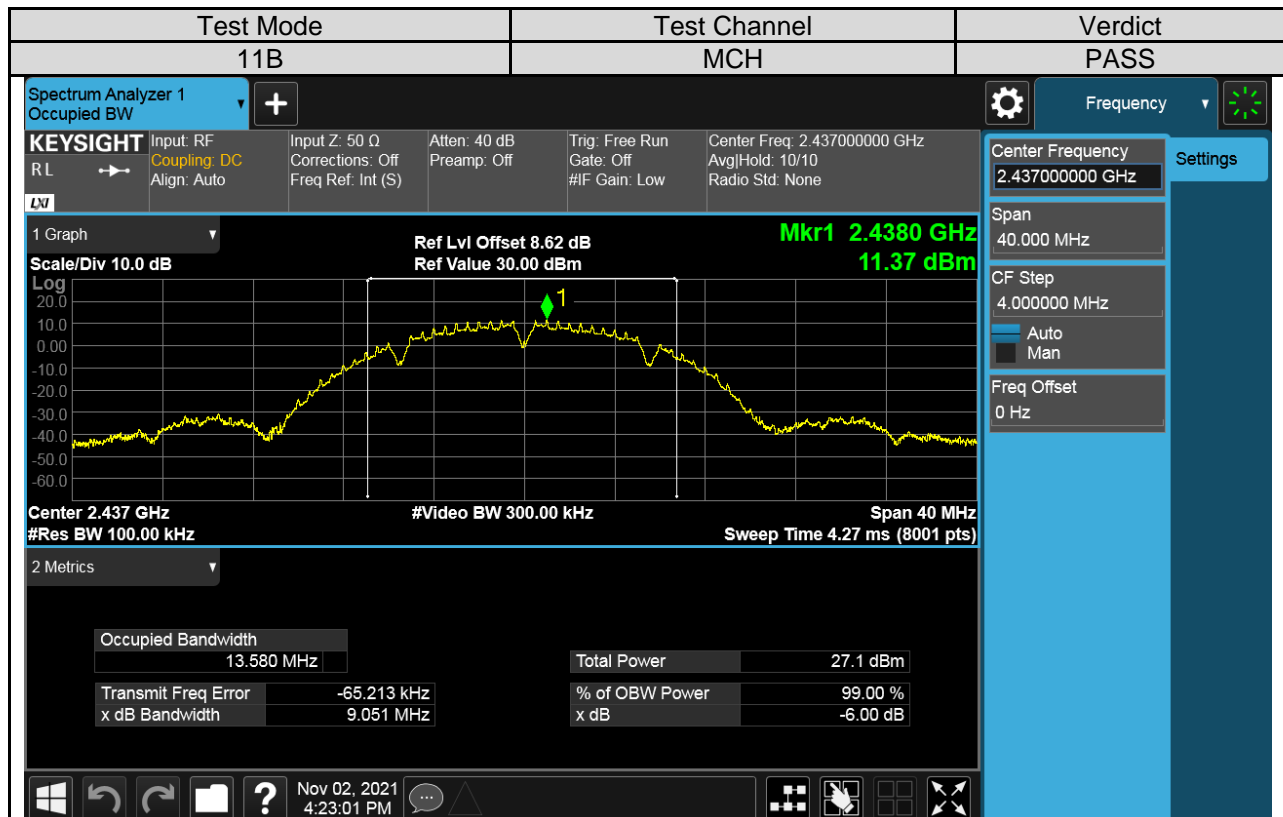 Test Mode Test Channel Verdict
11B MCH PASS
Spectrum Analyzer 1
Occupied BW
+
Frequency
KEYSIGHT
RL
LXI
Input: RF
Coupling: DC
Align: Auto
Input Z: 50 Ω
Corrections: Off
Freq Ref: Int (S)
Atten: 40 dB
Preamp: Off
Trig: Free Run
Gate: Off
#IF Gain: Low
Center Freq: 2.437000000 GHz
Avg|Hold: 10/10
Radio Std: None
Center Frequency
2.437000000 GHz
Settings
Span
40.000 MHz
CF Step
4.000000 MHz
Auto
Man
Freq Offset
0 Hz
1 Graph
Scale/Div 10.0 dB
Ref Lvl Offset 8.62 dB
Ref Value 30.00 dBm
Mkr1 2.4380 GHz
11.37 dBm
Log
20.0
10.0
0.00
-10.0
-20.0
-30.0
-40.0
-50.0
-60.0
1
Center 2.437 GHz
#Res BW 100.00 kHz
#Video BW 300.00 kHz
Span 40 MHz
Sweep Time 4.27 ms (8001 pts)
2 Metrics
Occupied Bandwidth
13.580 MHz
Total Power 27.1 dBm
Transmit Freq Error -65.213 kHz
% of OBW Power 99.00 %
x dB Bandwidth 9.051 MHz
x dB -6.00 dB
?
Nov 02, 2021
4:23:01 PM